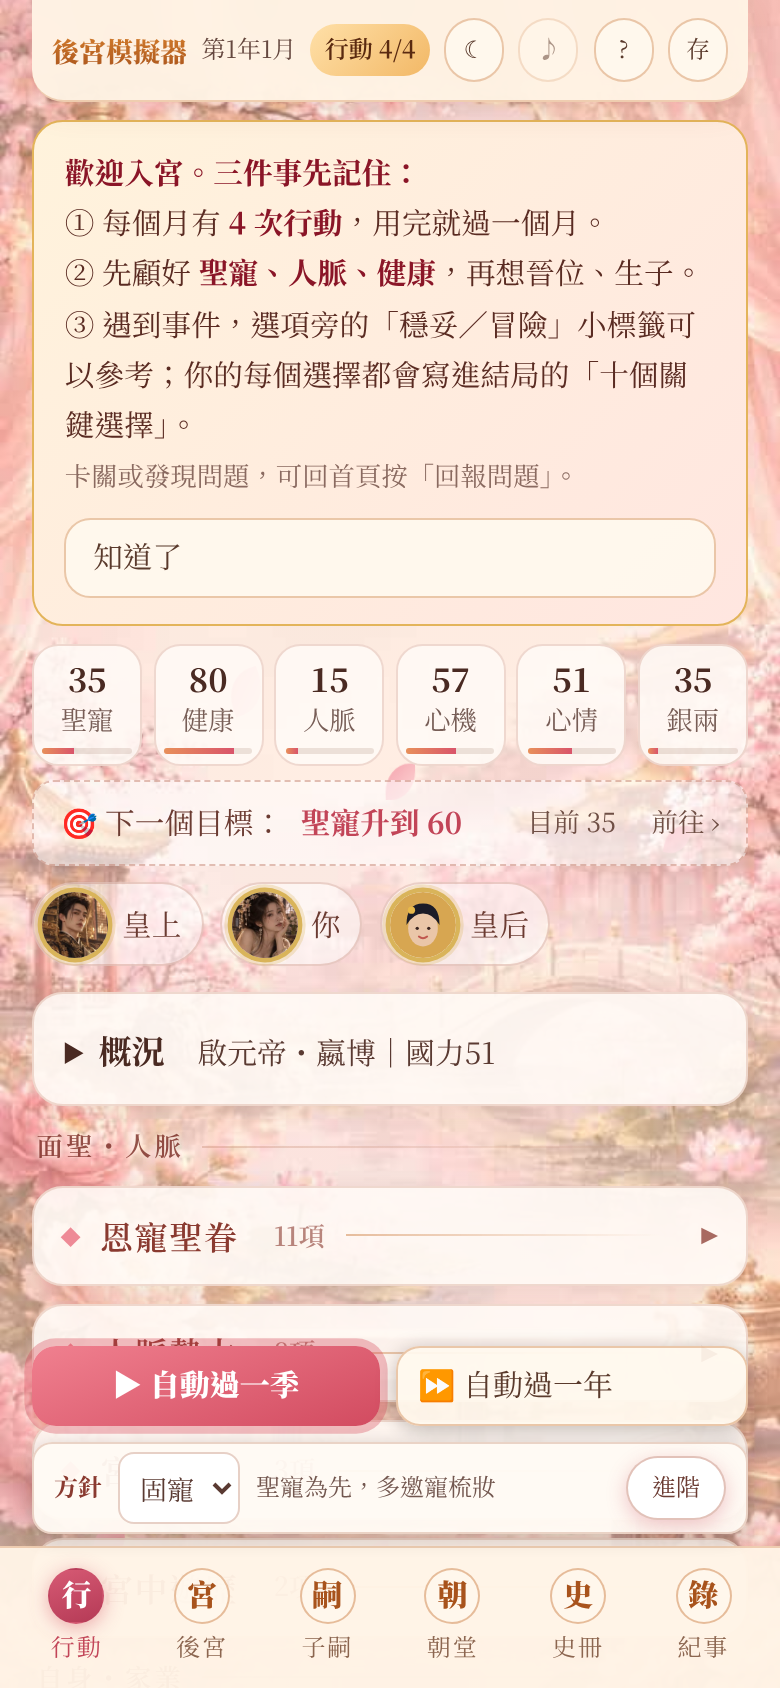 後宮模擬器 第1年1月 行動 4/4 ☾ ♪ ? 存
歡迎入宮。三件事先記住：
① 每個月有 4 次行動，用完就過一個月。
② 先顧好 聖寵、人脈、健康，再想晉位、生子。
③ 遇到事件，選項旁的「穩妥／冒險」小標籤可
以參考；你的每個選擇都會寫進結局的「十個關
鍵選擇」。
卡關或發現問題，可回首頁按「回報問題」。
知道了
35 80 15 57 51 35
聖寵 健康 人脈 心機 心情 銀兩
🎯 下一個目標： 聖寵升到 60 目前 35 前往 ›
皇上 你 皇后
▶ 概況 啟元帝・嬴博｜國力51
面聖・人脈
◆ 恩寵聖眷 11項 ▶
▶ 自動過一季 ⏩ 自動過一年
方針 固寵 聖寵為先，多邀寵梳妝 進階
行 宮 嗣 朝 史 錄
行動 後宮 子嗣 朝堂 史冊 紀事